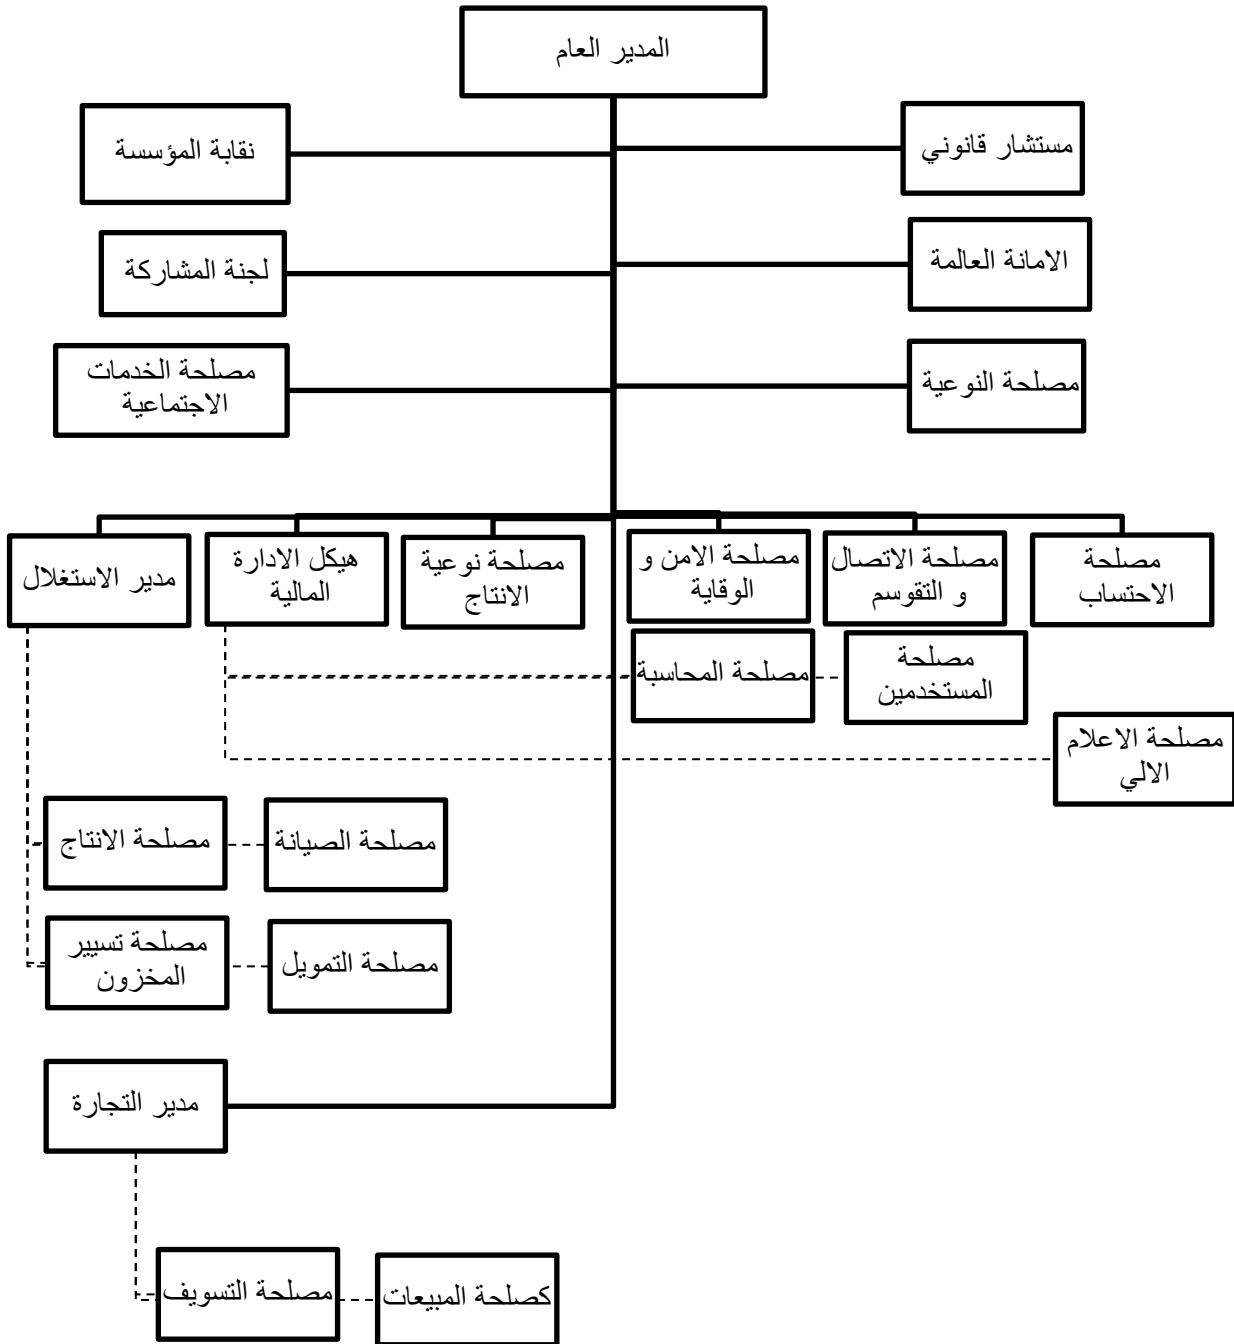 المدير العام
مستشار قانوني
نقابة المؤسسة
الامانة العالمة
لجنة المشاركة
مصلحة النوعية
مصلحة الخدمات
الاجتماعية
مصلحة
الاحتساب
مصلحة الاتصال
و التقوسم
مصلحة الامن و
الوقاية
مصلحة نوعية
الانتاج
هيكل الادارة
المالية
مدير الاستغلال
مصلحة
المستخدمين
مصلحة المحاسبة
مصلحة الاعلام
الالي
مصلحة الصيانة
مصلحة الانتاج
مصلحة التمويل
مصلحة تسيير
المخزون
مدير التجارة
كصلحة المبيعات
مصلحة التسويف